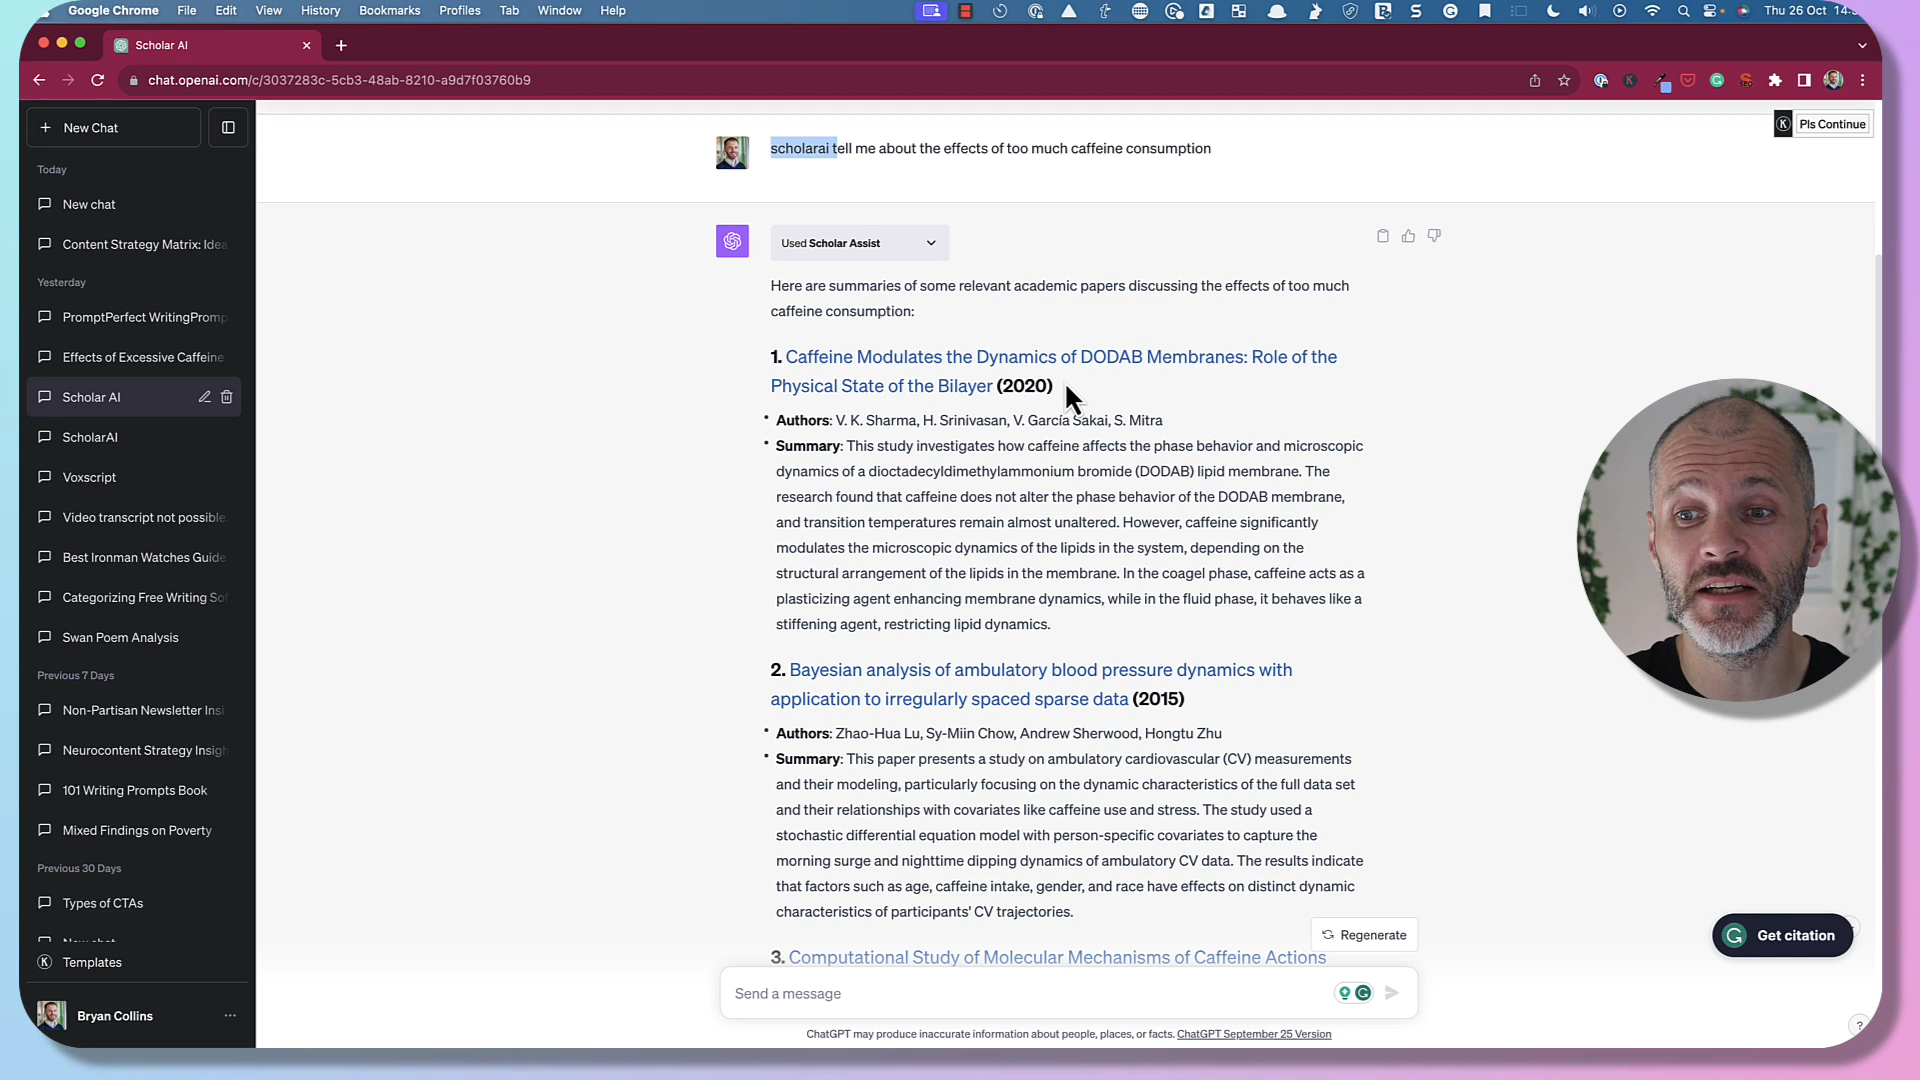 Google Chrome File Edit View History Bookmarks Profiles Tab Window Help Thu 26 Oct
Scholar AI
chat.openai.com/c/3037283c-5cb3-48ab-8210-a9d7f03760b9
New Chat
Today
New chat
Content Strategy Matrix: Idea
Yesterday
PromptPerfect WritingPromp
Effects of Excessive Caffeine
Scholar AI
ScholarAI
Voxscript
Video transcript not possible.
Best Ironman Watches Guide
Categorizing Free Writing So
Swan Poem Analysis
Previous 7 Days
Non-Partisan Newsletter Insi
Neurocontent Strategy Insigh
101 Writing Prompts Book
Mixed Findings on Poverty
Previous 30 Days
Types of CTAs
New chat
Templates
Bryan Collins
Pls Continue
scholarai tell me about the effects of too much caffeine consumption
Used Scholar Assist
Here are summaries of some relevant academic papers discussing the effects of too much
caffeine consumption:
1. Caffeine Modulates the Dynamics of DODAB Membranes: Role of the
Physical State of the Bilayer (2020)
• Authors: V. K. Sharma, H. Srinivasan, V. García Sakai, S. Mitra
• Summary: This study investigates how caffeine affects the phase behavior and microscopic
dynamics of a dioctadecyldimethylammonium bromide (DODAB) lipid membrane. The
research found that caffeine does not alter the phase behavior of the DODAB membrane,
and transition temperatures remain almost unaltered. However, caffeine significantly
modulates the microscopic dynamics of the lipids in the system, depending on the
structural arrangement of the lipids in the membrane. In the coagel phase, caffeine acts as a
plasticizing agent enhancing membrane dynamics, while in the fluid phase, it behaves like a
stiffening agent, restricting lipid dynamics.
2. Bayesian analysis of ambulatory blood pressure dynamics with
application to irregularly spaced sparse data (2015)
• Authors: Zhao-Hua Lu, Sy-Miin Chow, Andrew Sherwood, Hongtu Zhu
• Summary: This paper presents a study on ambulatory cardiovascular (CV) measurements
and their modeling, particularly focusing on the dynamic characteristics of the full data set
and their relationships with covariates like caffeine use and stress. The study used a
stochastic differential equation model with person-specific covariates to capture the
morning surge and nighttime dipping dynamics of ambulatory CV data. The results indicate
that factors such as age, caffeine intake, gender, and race have effects on distinct dynamic
characteristics of participants' CV trajectories.
Regenerate
3. Computational Study of Molecular Mechanisms of Caffeine Actions
Get citation
Send a message
ChatGPT may produce inaccurate information about people, places, or facts. ChatGPT September 25 Version